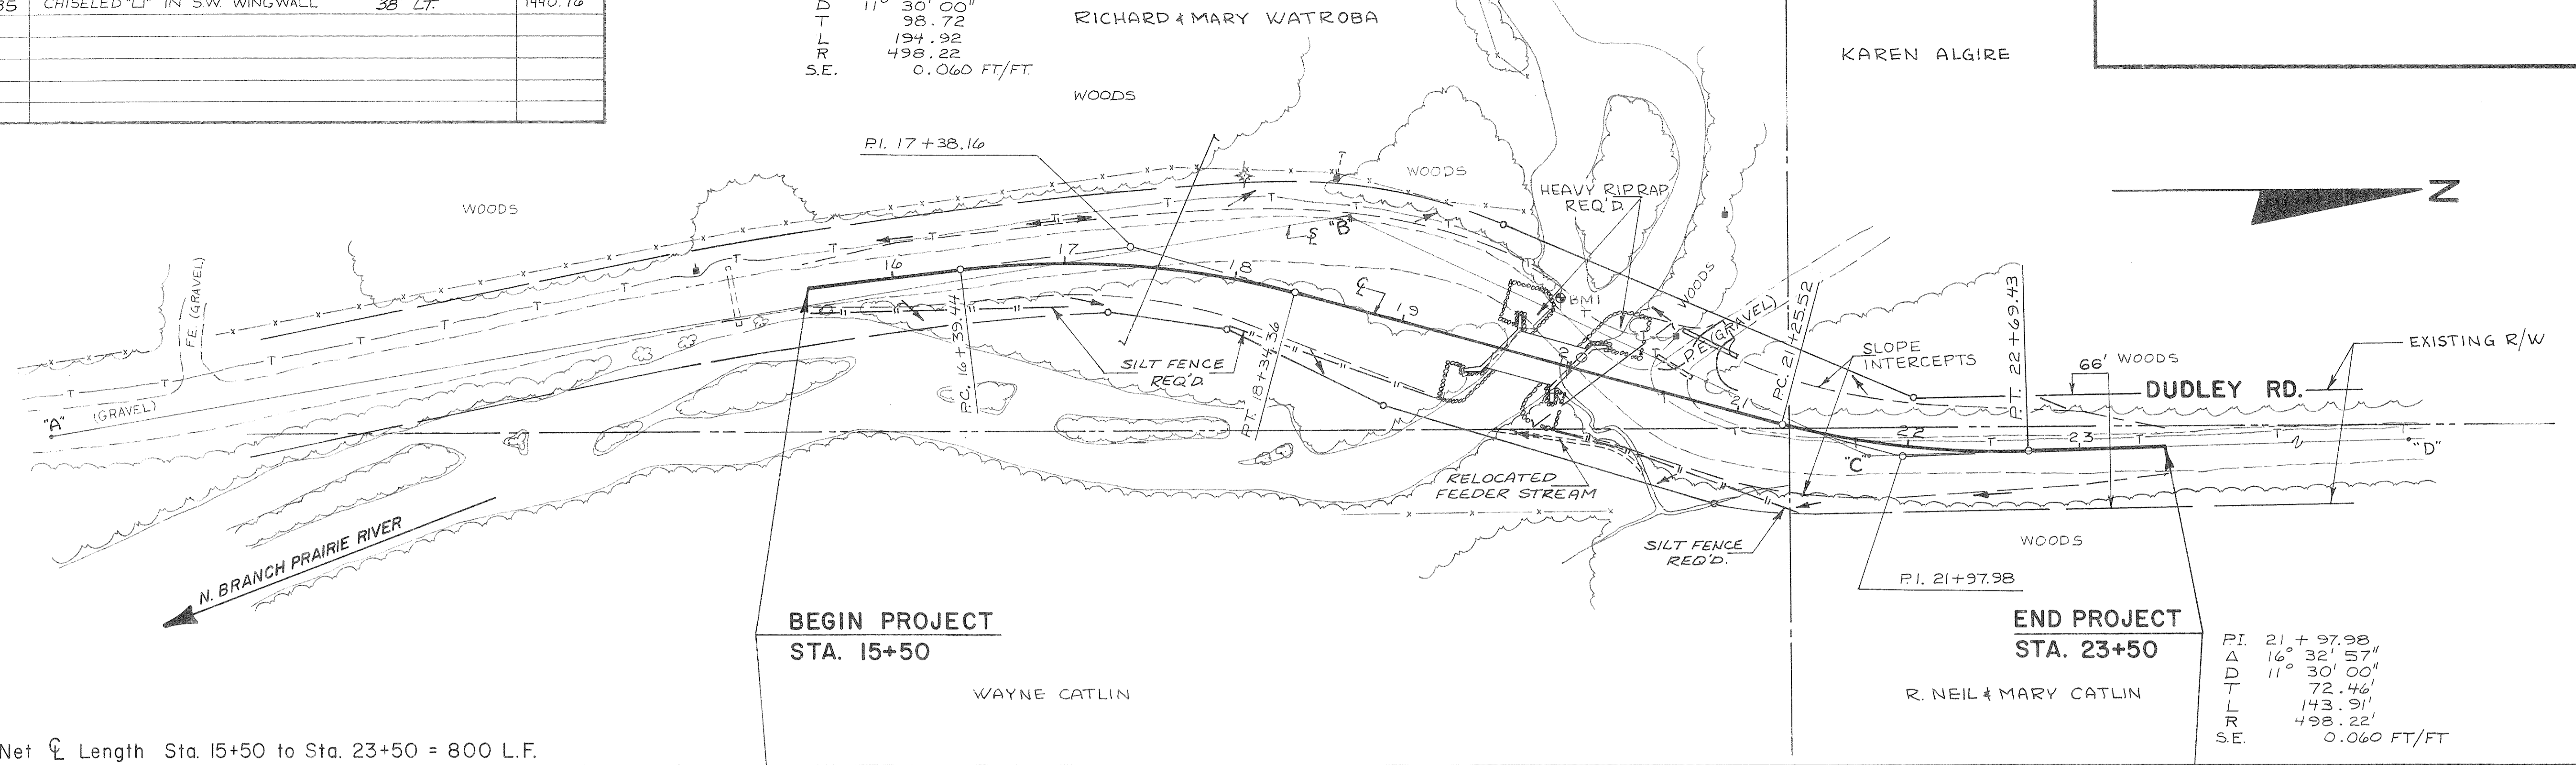 35 CHISELED "□" IN S.W. WINGWALL 38' LT. 1440.76
D 11° 30' 00"
T 98.72
L 194.92
R 498.22
S.E. 0.060 FT/FT.
RICHARD & MARY WATROBA
KAREN ALGIRE
WOODS
P.I. 17+38.16
WOODS
WOODS
HEAVY RIPRAP
REQ'D.
N
F.E. (GRAVEL)
16
17
18
19
21
22
23
℄
"B"
℄
BM1
WOODS
P.E. (GRAVEL)
P.C. 16+39.44
P.T. 18+34.36
P.C. 21+25.52
P.T. 22+69.43
SLOPE
INTERCEPTS
EXISTING R/W
66'
WOODS
DUDLEY RD.
SILT FENCE
REQ'D.
"A"
(GRAVEL)
"C"
"D"
RELOCATED
FEEDER STREAM
N. BRANCH PRAIRIE RIVER
SILT FENCE
REQ'D.
WOODS
P.I. 21+97.98
BEGIN PROJECT
STA. 15+50
END PROJECT
STA. 23+50
WAYNE CATLIN
R. NEIL & MARY CATLIN
P.I. 21 + 97.98
Δ 16° 32' 57"
D 11° 30' 00"
T 72.46'
L 143.91'
R 498.22'
S.E. 0.060 FT/FT
Net ℄ Length Sta. 15+50 to Sta. 23+50 = 800 L.F.